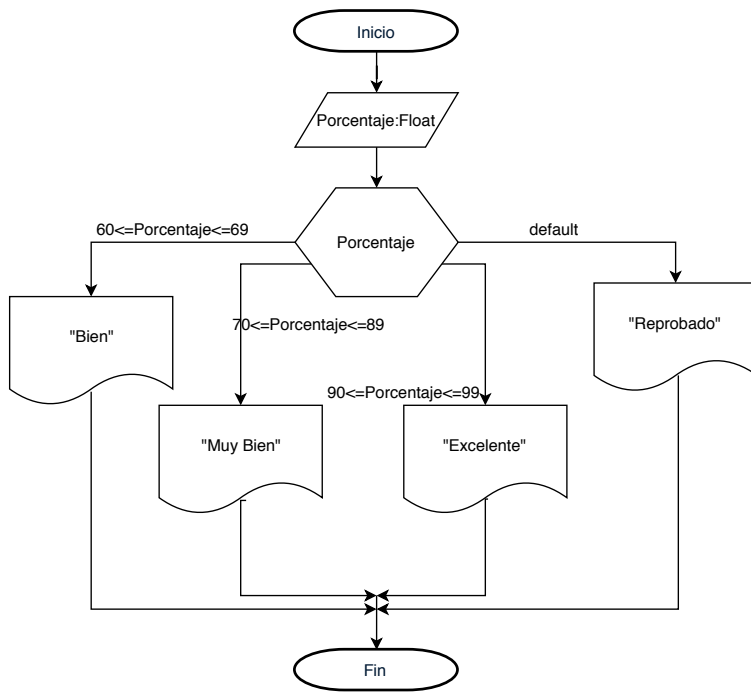 Inicio
Porcentaje:Float
Porcentaje
60<=Porcentaje<=69
default
70<=Porcentaje<=89
90<=Porcentaje<=99
"Bien"
"Reprobado"
"Muy Bien"
"Excelente"
Fin